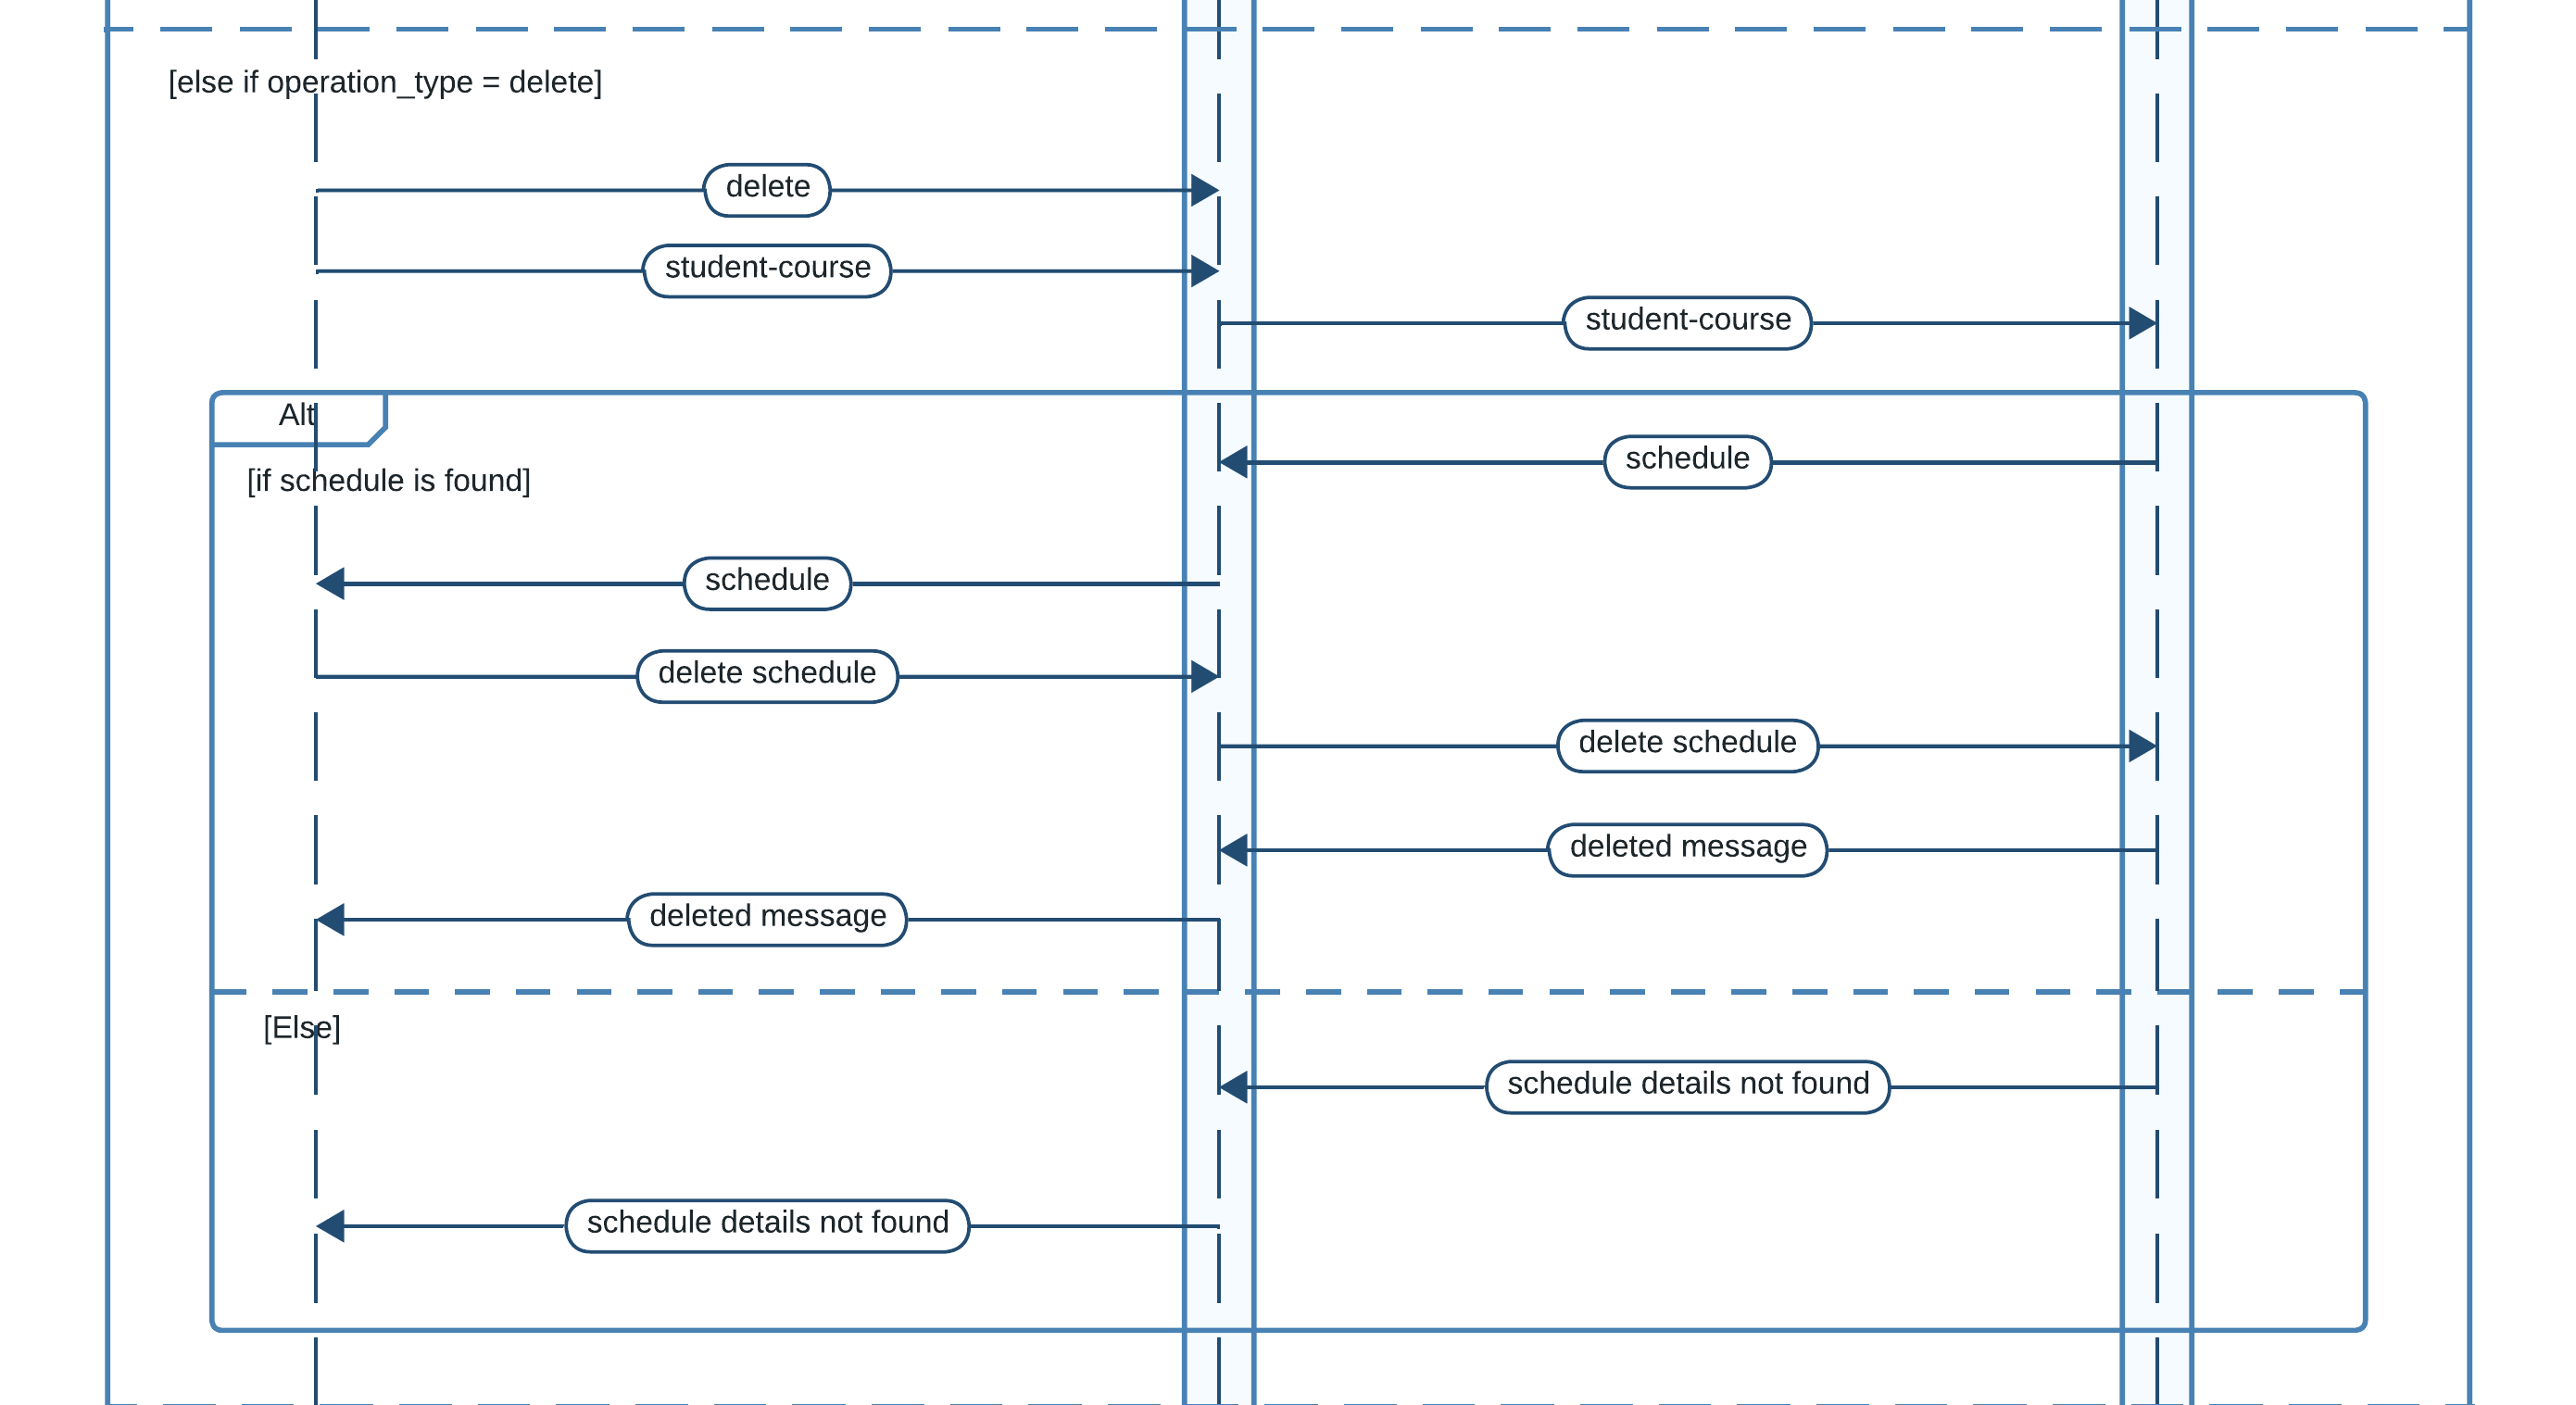 [else if operation_type = delete]
delete
student-course
student-course
Alt
schedule
[if schedule is found]
schedule
delete schedule
delete schedule
deleted message
deleted message
[Else]
schedule details not found
schedule details not found